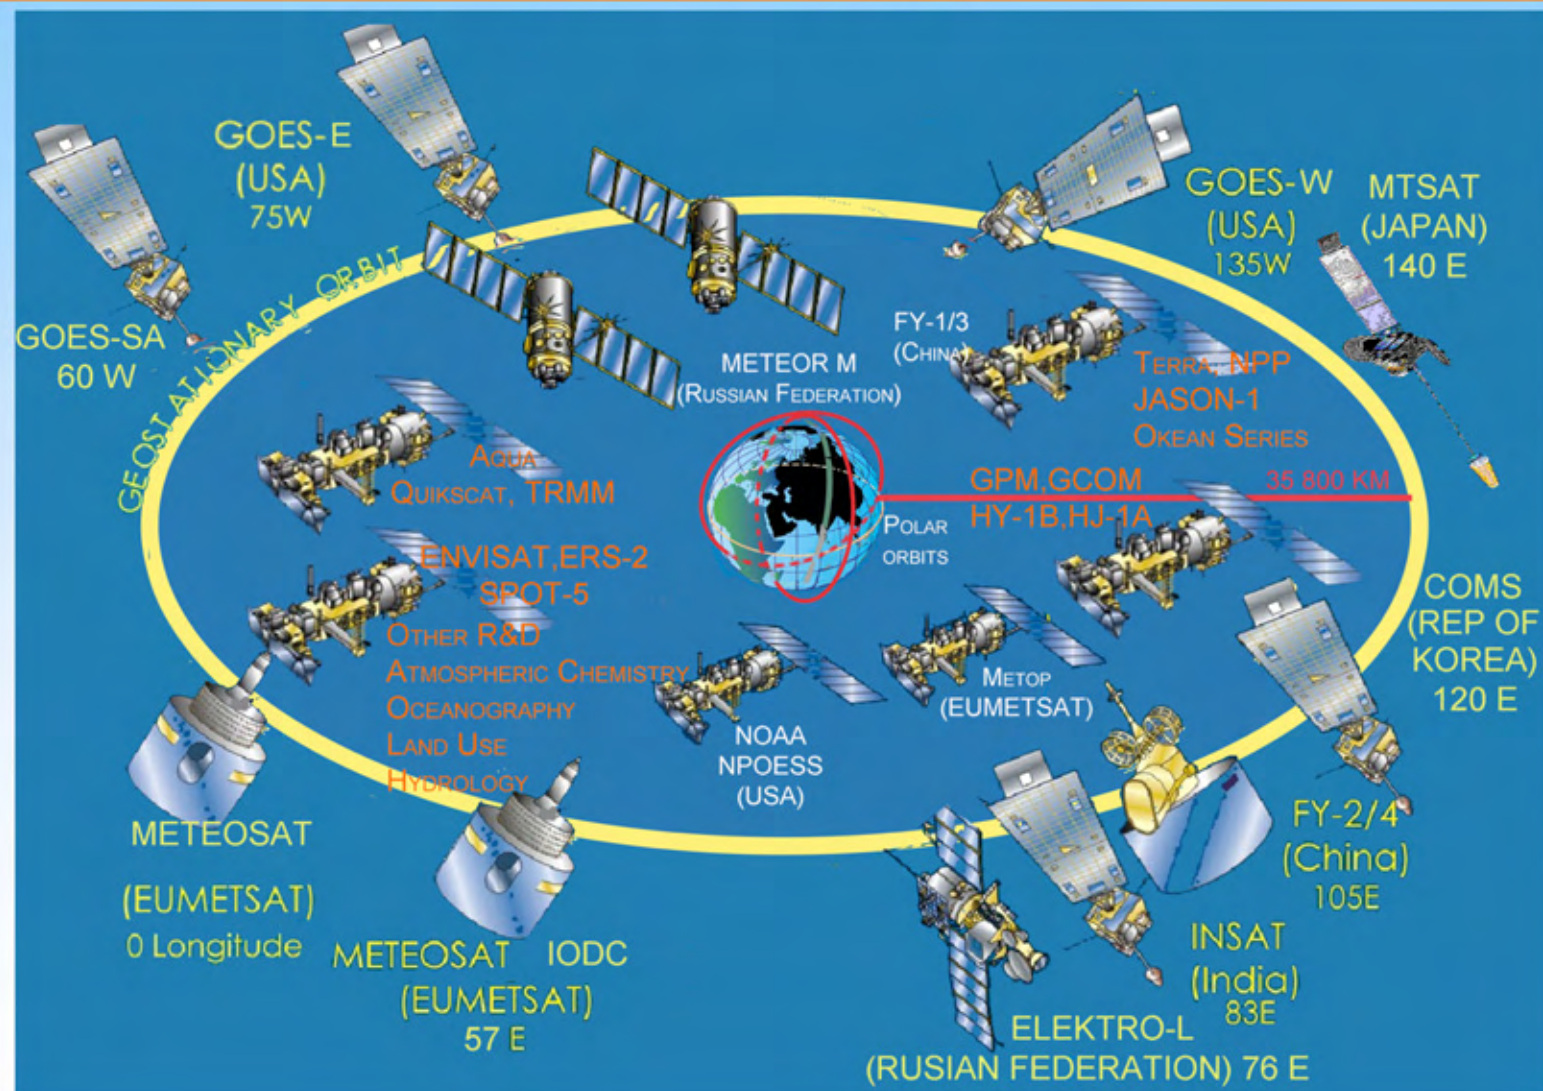 GOES-E
(USA)
75W
GOES-SA
60 W
GEOSTATIONARY ORBIT
GOES-W
(USA)
135W
MTSAT
(JAPAN)
140 E
FY-1/3
(CHINA)
METEOR M
(RUSSIAN FEDERATION)
TERRA, NPP
JASON-1
OKEAN SERIES
AQUA
QUIKSCAT, TRMM
GPM,GCOM
HY-1B,HJ-1A
35 800 KM
POLAR
ORBITS
ENVISAT,ERS-2
SPOT-5
OTHER R&D
ATMOSPHERIC CHEMISTRY
OCEANOGRAPHY
LAND USE
HYDROLOGY
COMS
(REP OF
KOREA)
120 E
METOP
(EUMETSAT)
NOAA
NPOESS
(USA)
METEOSAT
(EUMETSAT)
0 Longitude
METEOSAT IODC
(EUMETSAT)
57 E
FY-2/4
(China)
105E
INSAT
(India)
83E
ELEKTRO-L
(RUSIAN FEDERATION) 76 E